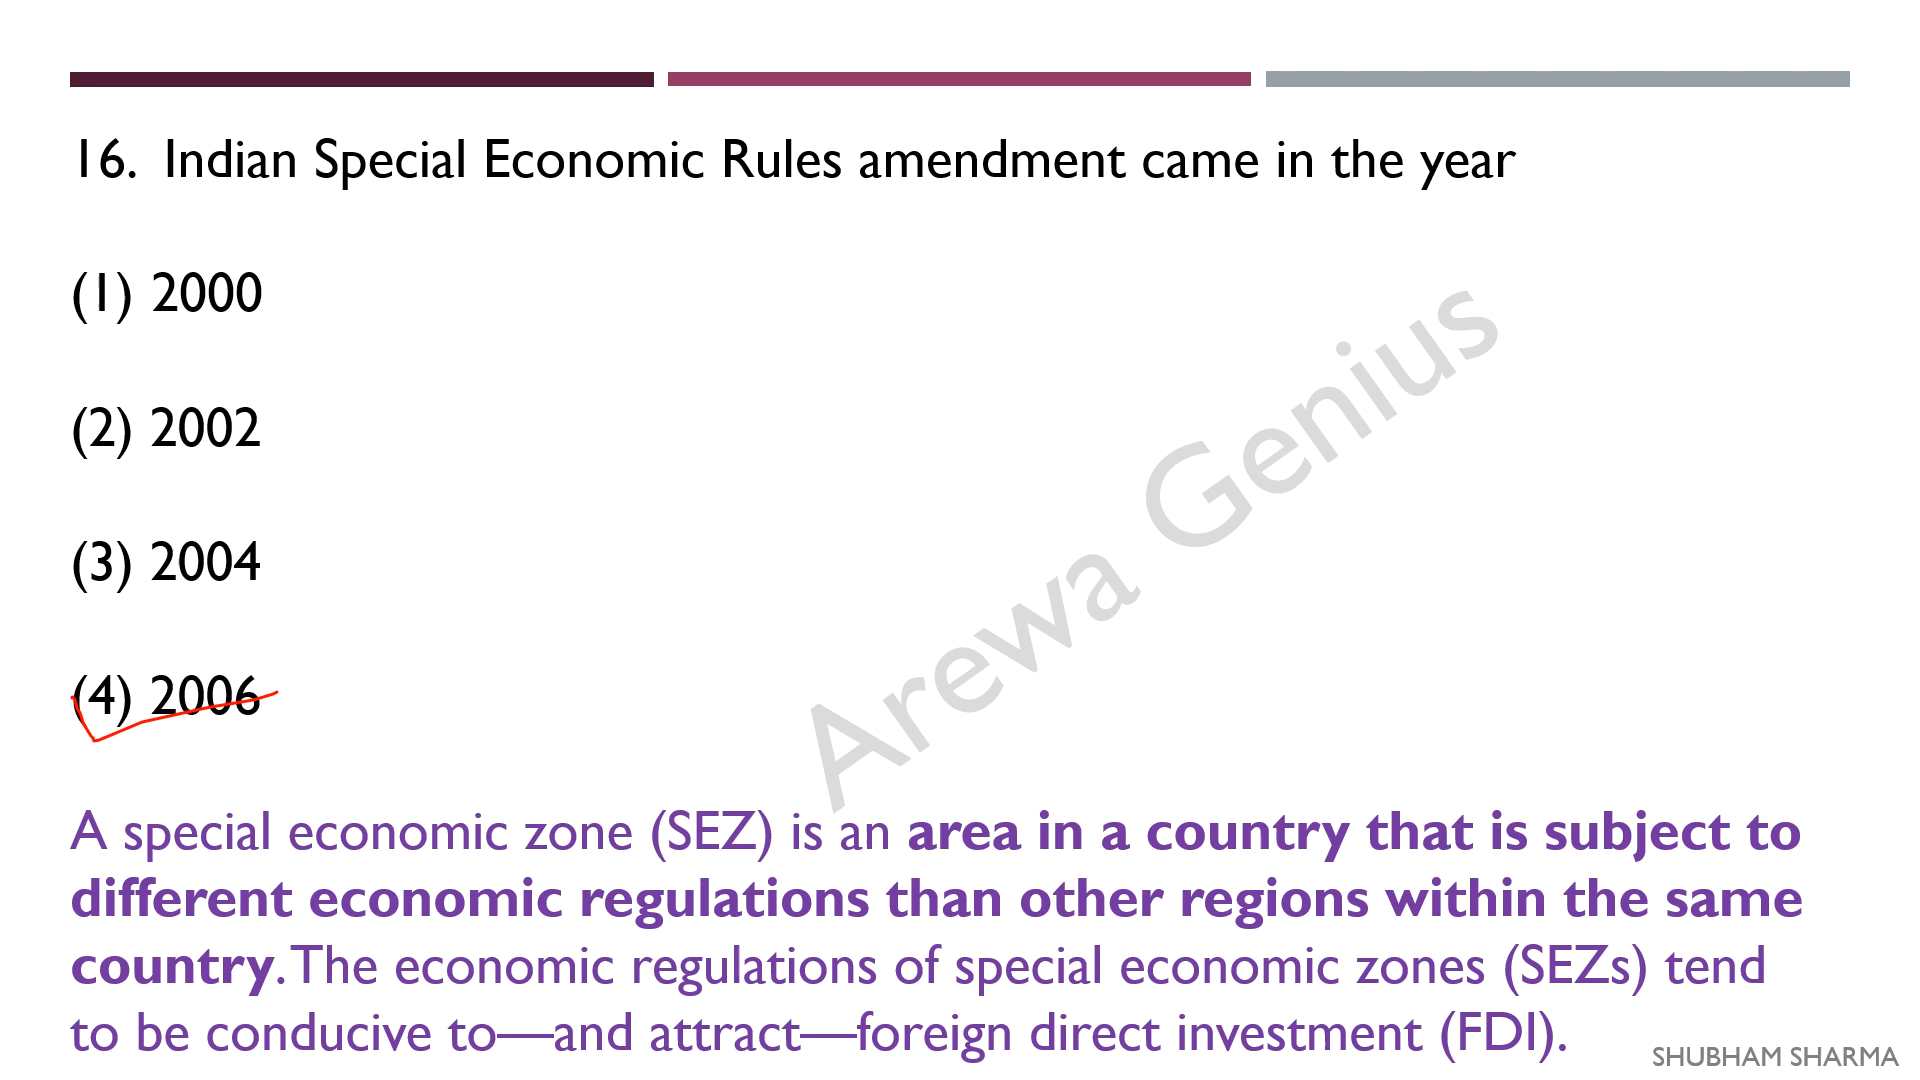 16. Indian Special Economic Rules amendment came in the year
(1) 2000
(2) 2002
(3) 2004
(4) 2006
Arewa Genius
A special economic zone (SEZ) is an area in a country that is subject to
different economic regulations than other regions within the same
country. The economic regulations of special economic zones (SEZs) tend
to be conducive to—and attract—foreign direct investment (FDI).
SHUBHAM SHARMA